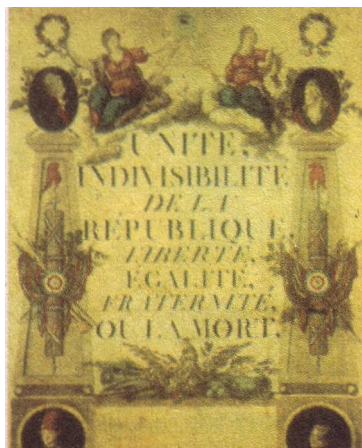 UNITE,
INDIVISIBILITE
DE LA
REPUBLIQUE,
LIBERTE,
EGALITE,
FRATERNITE,
OU LA MORT.